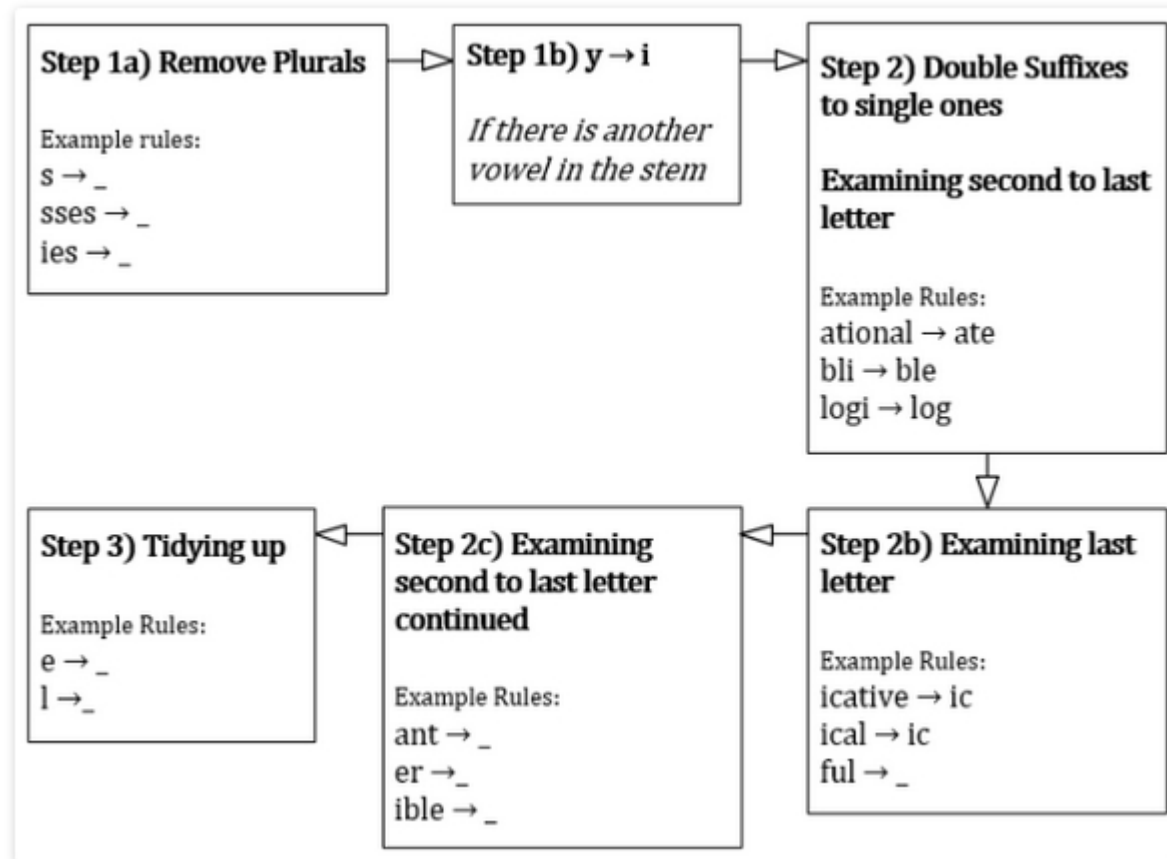 Step 1a) Remove Plurals
Example rules:
s → _
sses → _
ies → _
Step 1b) y → i
If there is another
vowel in the stem
Step 2) Double Suffixes
to single ones
Examining second to last
letter
Example Rules:
ational → ate
bli → ble
logi → log
Step 2b) Examining last
letter
Example Rules:
icative → ic
ical → ic
ful → _
Step 2c) Examining
second to last letter
continued
Example Rules:
ant → _
er →_
ible → _
Step 3) Tidying up
Example Rules:
e → _
l →_